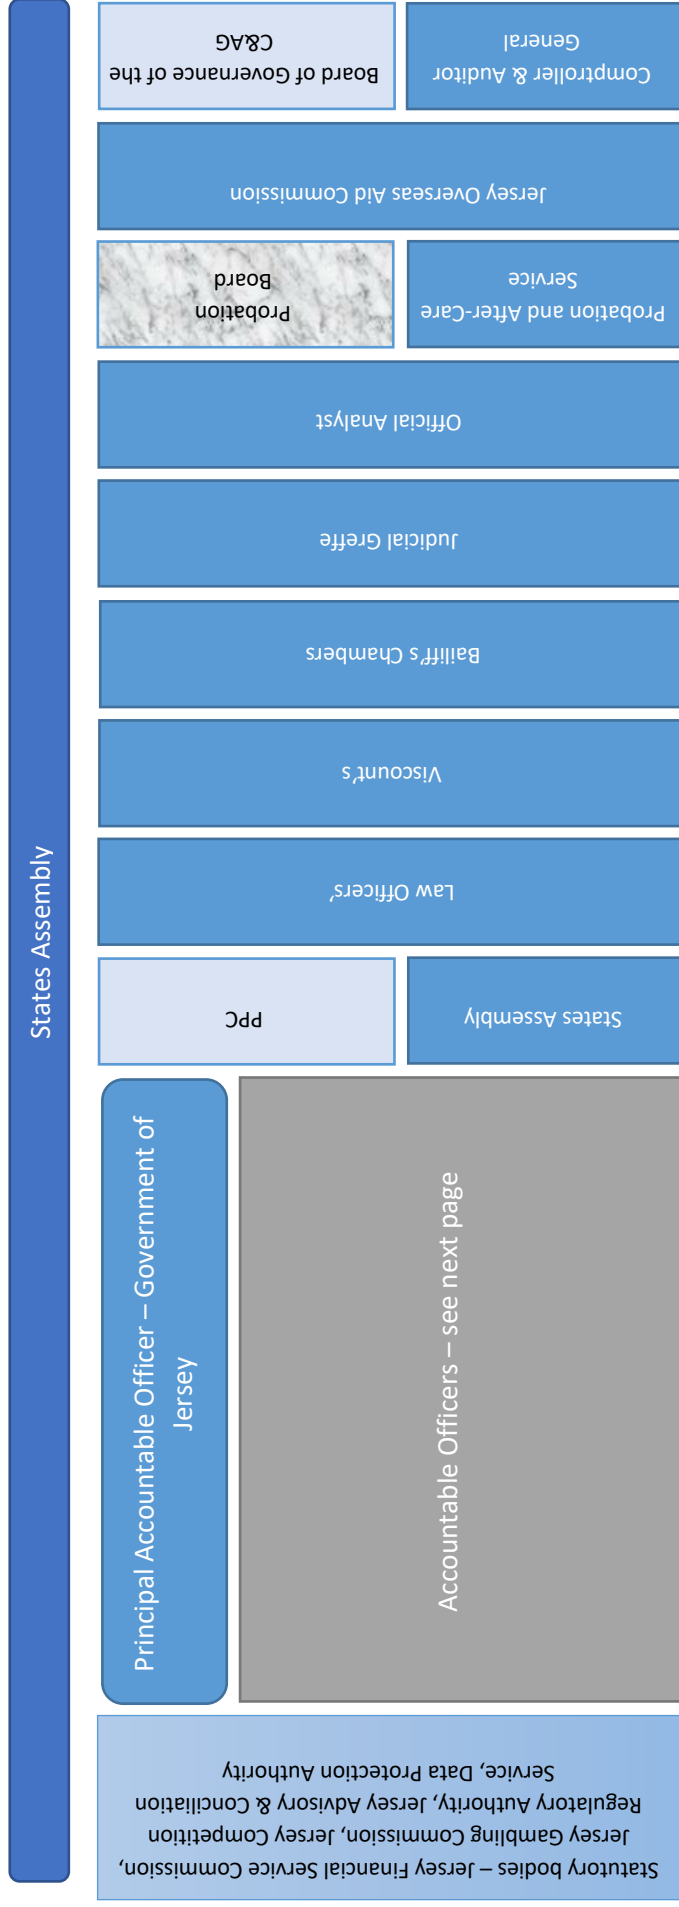 States Assembly
Statutory bodies – Jersey Financial Service Commission,
Jersey Gambling Commission, Jersey Competition
Regulatory Authority, Jersey Advisory & Conciliation
Service, Data Protection Authority
Principal Accountable Officer – Government of
Jersey
Accountable Officers – see next page
PPC
States Assembly
Law Officers'
Viscount's
Bailiff's Chambers
Judicial Greffe
Official Analyst
Probation
Board
Probation and After-Care
Service
Jersey Overseas Aid Commission
Board of Governance of the
C&AG
Comptroller & Auditor
General